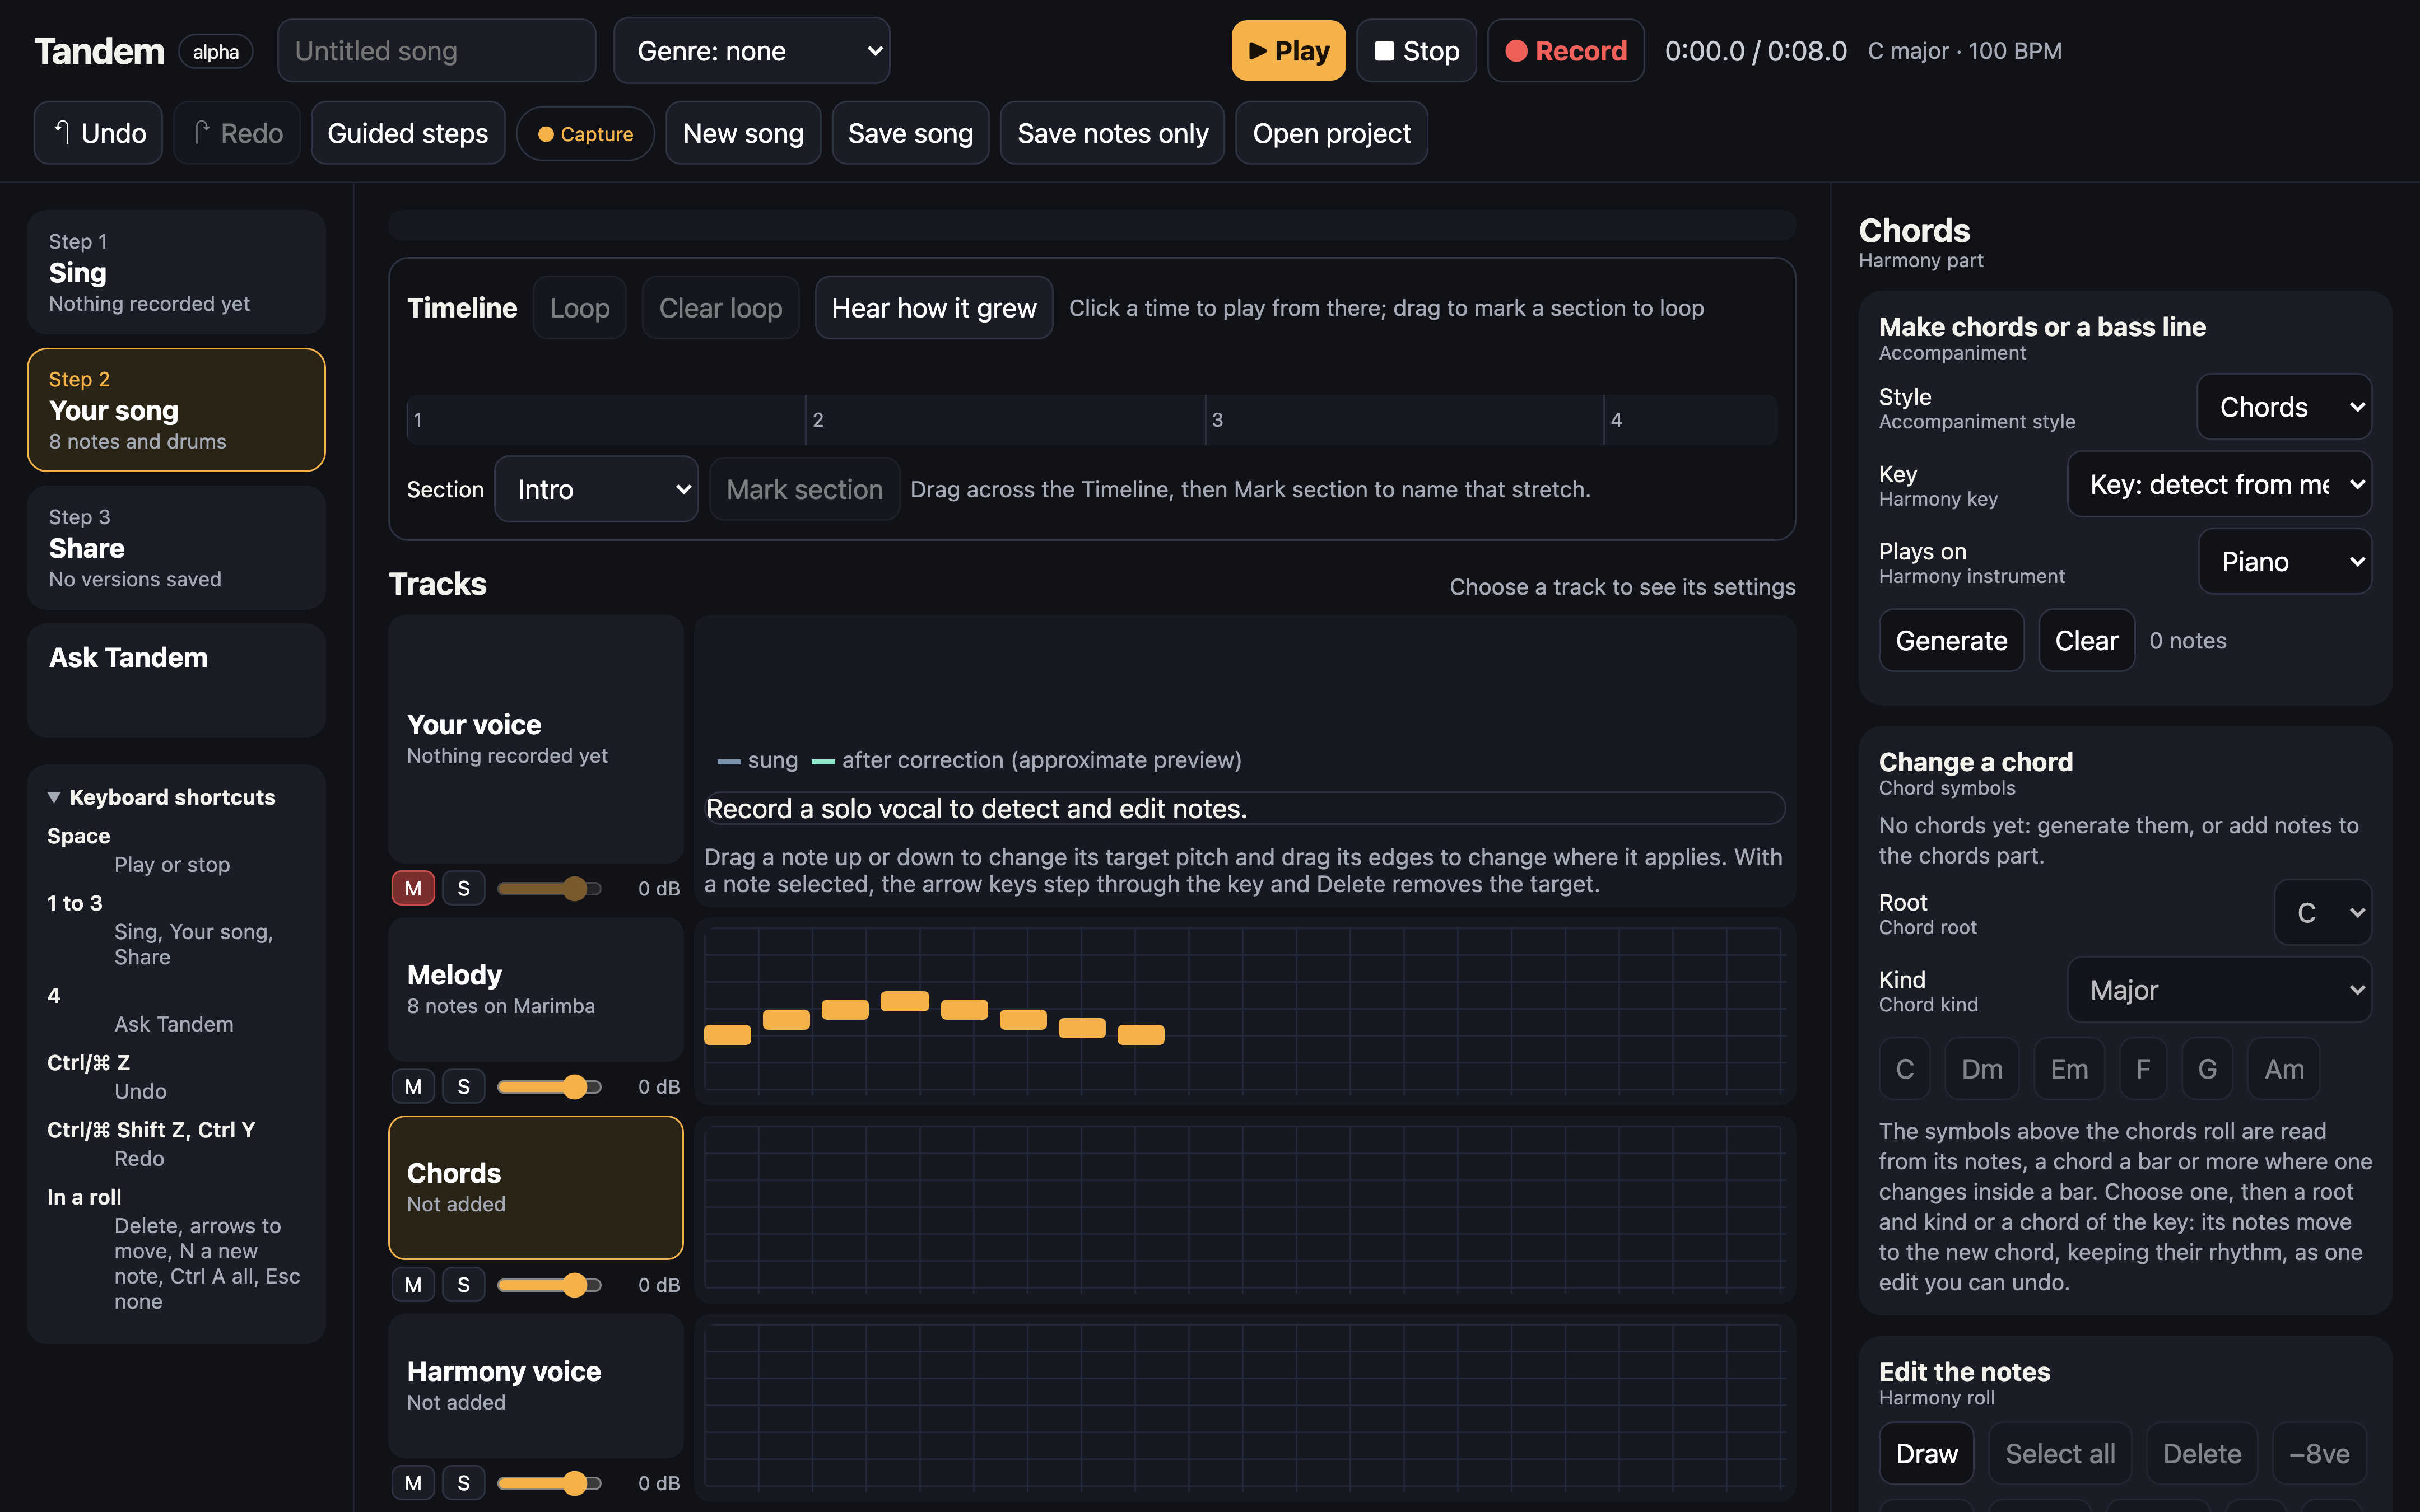 Tandem alpha Untitled song Genre: none Play Stop Record 0:00.0 / 0:08.0 C major · 100 BPM
Undo Redo Guided steps Capture New song Save song Save notes only Open project
Step 1
Sing
Nothing recorded yet
Step 2
Your song
8 notes and drums
Step 3
Share
No versions saved
Ask Tandem
Keyboard shortcuts
Space
Play or stop
1 to 3
Sing, Your song,
Share
4
Ask Tandem
Ctrl/⌘ Z
Undo
Ctrl/⌘ Shift Z, Ctrl Y
Redo
In a roll
Delete, arrows to
move, N a new
note, Ctrl A all, Esc
none
Timeline Loop Clear loop Hear how it grew Click a time to play from there; drag to mark a section to loop
1 2 3 4
Section Intro Mark section Drag across the Timeline, then Mark section to name that stretch.
Tracks Choose a track to see its settings
Your voice
Nothing recorded yet
M S 0 dB
sung after correction (approximate preview)
Record a solo vocal to detect and edit notes.
Drag a note up or down to change its target pitch and drag its edges to change where it applies. With
a note selected, the arrow keys step through the key and Delete removes the target.
Melody
8 notes on Marimba
M S 0 dB
Chords
Not added
M S 0 dB
Harmony voice
Not added
M S 0 dB
Chords
Harmony part
Make chords or a bass line
Accompaniment
Style
Accompaniment style
Chords
Key
Harmony key
Key: detect from me
Plays on
Harmony instrument
Piano
Generate Clear 0 notes
Change a chord
Chord symbols
No chords yet: generate them, or add notes to
the chords part.
Root
Chord root
C
Kind
Chord kind
Major
C Dm Em F G Am
The symbols above the chords roll are read
from its notes, a chord a bar or more where one
changes inside a bar. Choose one, then a root
and kind or a chord of the key: its notes move
to the new chord, keeping their rhythm, as one
edit you can undo.
Edit the notes
Harmony roll
Draw Select all Delete −8ve